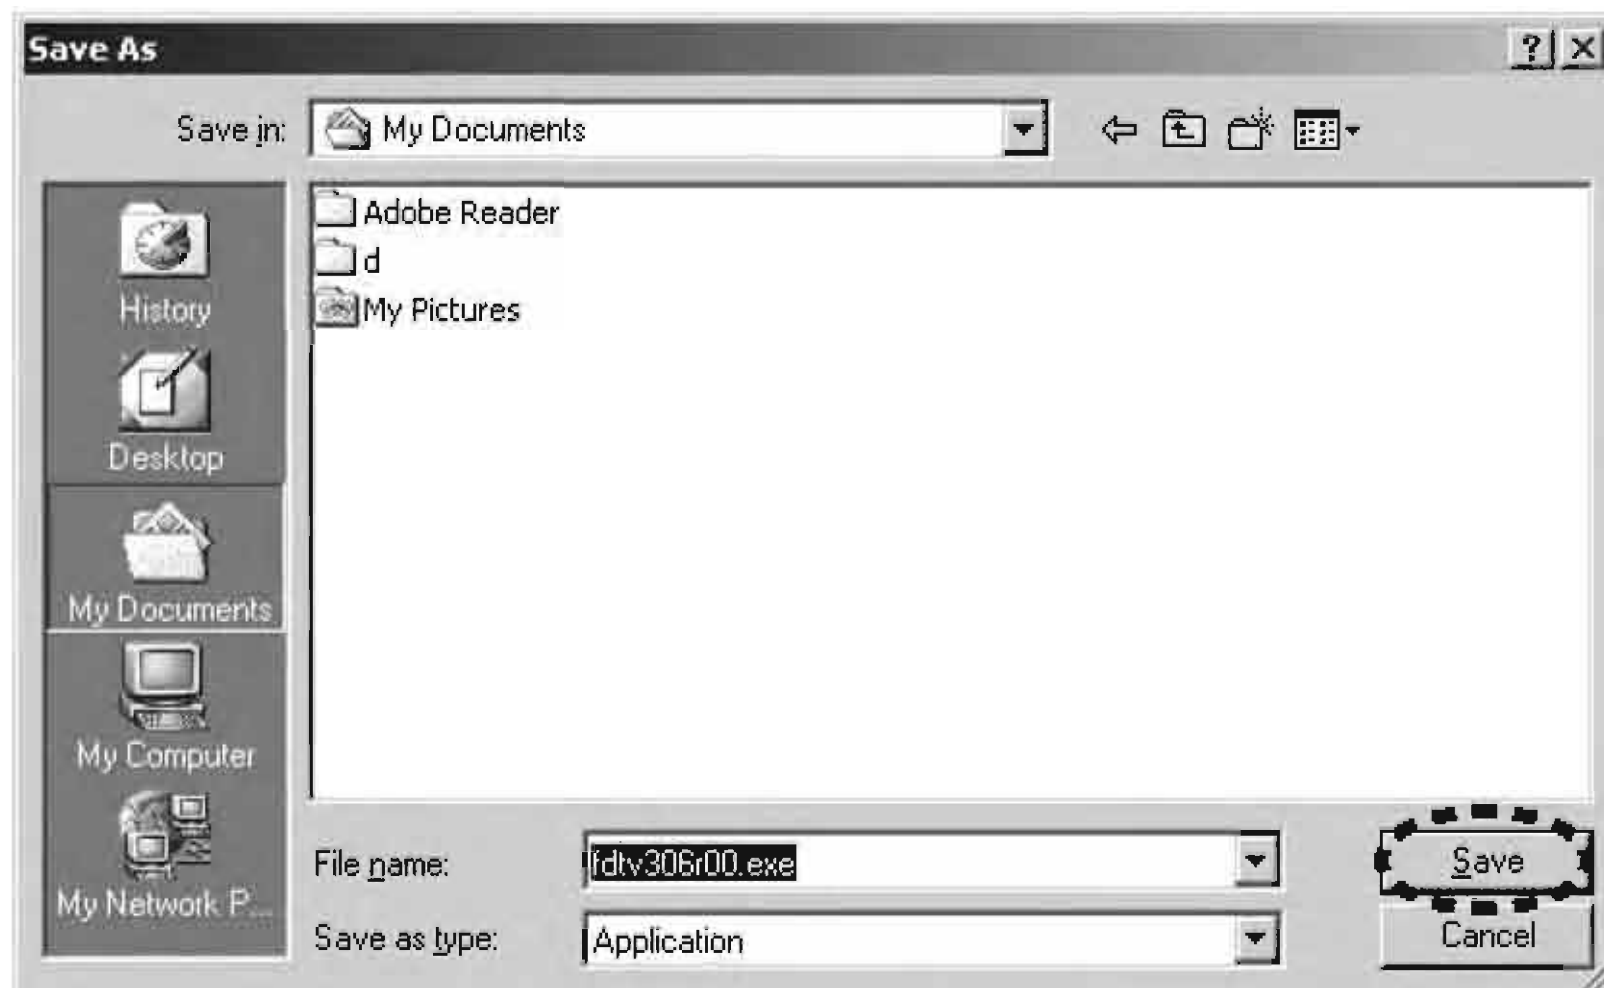 Save As
Save in: My Documents
Adobe Reader
d
My Pictures
History
Desktop
My Documents
My Computer
My Network P...
File name: fdtv306r00.exe
Save
Save as type: Application
Cancel